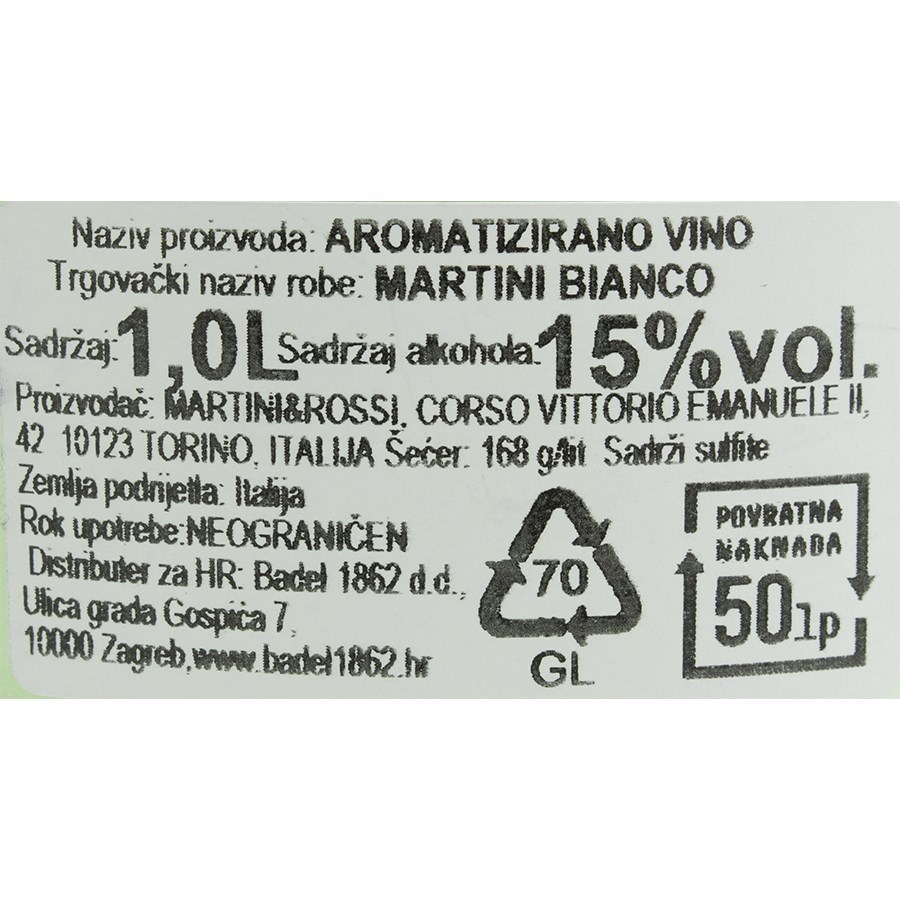 Naziv proizvoda: AROMATIZIRANO VINO
Trgovački naziv robe: MARTINI BIANCO
Sadržaj: 1,0L Sadržaj alkohola: 15%vol.
Proizvođač: MARTINI&ROSSI, CORSO VITTORIO EMANUELE II,
42 10123 TORINO, ITALIJA Šećer: 168 g/lit Sadrži sulfite
Zemlja podrijetla: Italija
Rok upotrebe:NEOGRANIČEN
Distributer za HR: Badel 1862 d.d.,
Ulica grada Gospića 7,
10000 Zagreb,www.badel1862.hr
70
GL
POVRATNA
NAKNADA
50lp